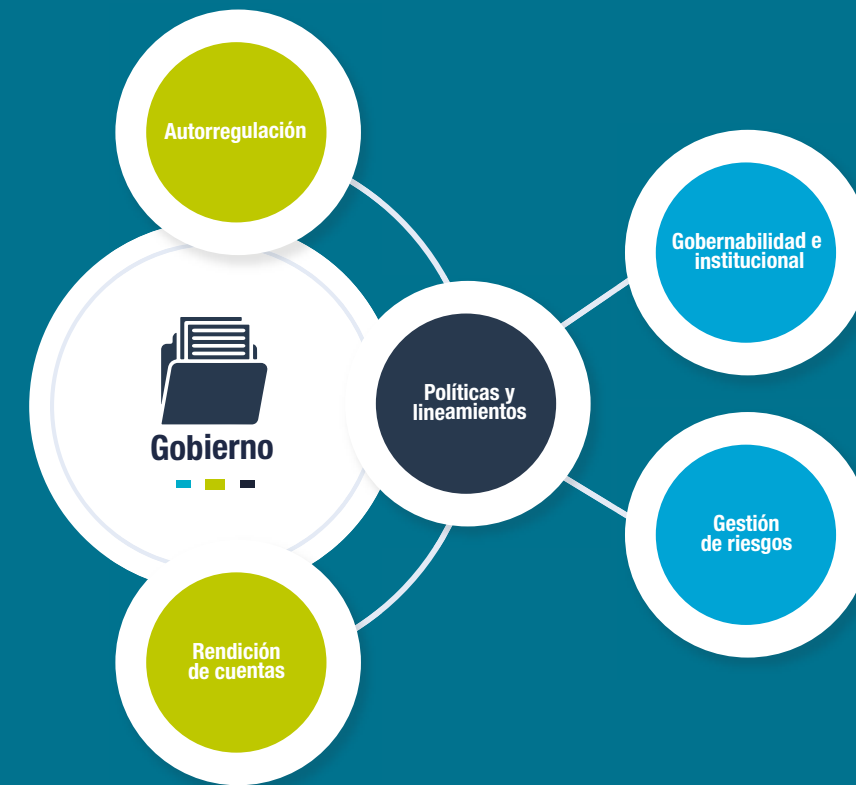 Autorregulación
Gobernabilidad e
institucional
Políticas y
lineamientos
Gobierno
Gestión
de riesgos
Rendición
de cuentas